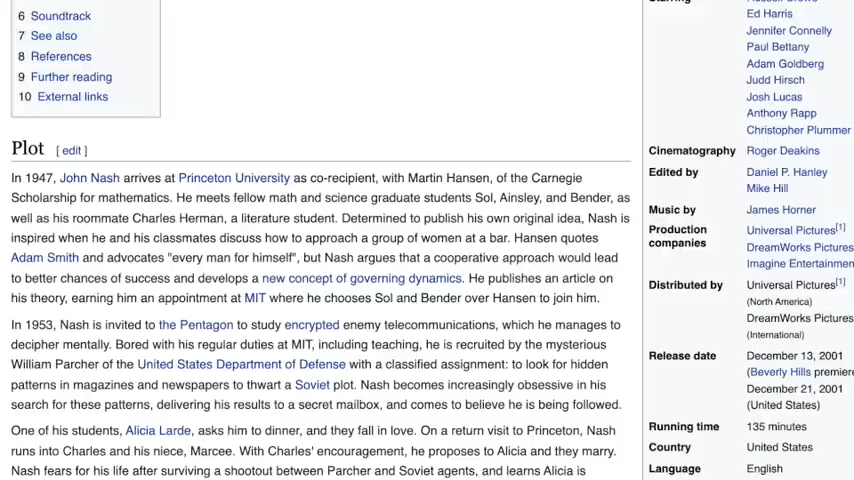 6 Soundtrack
7 See also
8 References
9 Further reading
10 External links
Plot [ edit ]
In 1947, John Nash arrives at Princeton University as co-recipient, with Martin Hansen, of the Carnegie
Scholarship for mathematics. He meets fellow math and science graduate students Sol, Ainsley, and Bender, as
well as his roommate Charles Herman, a literature student. Determined to publish his own original idea, Nash is
inspired when he and his classmates discuss how to approach a group of women at a bar. Hansen quotes
Adam Smith and advocates "every man for himself", but Nash argues that a cooperative approach would lead
to better chances of success and develops a new concept of governing dynamics. He publishes an article on
his theory, earning him an appointment at MIT where he chooses Sol and Bender over Hansen to join him.
In 1953, Nash is invited to the Pentagon to study encrypted enemy telecommunications, which he manages to
decipher mentally. Bored with his regular duties at MIT, including teaching, he is recruited by the mysterious
William Parcher of the United States Department of Defense with a classified assignment: to look for hidden
patterns in magazines and newspapers to thwart a Soviet plot. Nash becomes increasingly obsessive in his
search for these patterns, delivering his results to a secret mailbox, and comes to believe he is being followed.
One of his students, Alicia Larde, asks him to dinner, and they fall in love. On a return visit to Princeton, Nash
runs into Charles and his niece, Marcee. With Charles' encouragement, he proposes to Alicia and they marry.
Nash fears for his life after surviving a shootout between Parcher and Soviet agents, and learns Alicia is
Ed Harris
Jennifer Connelly
Paul Bettany
Adam Goldberg
Judd Hirsch
Josh Lucas
Anthony Rapp
Christopher Plummer
Cinematography Roger Deakins
Edited by Daniel P. Hanley
Mike Hill
Music by James Horner
Production Universal Pictures[1]
companies DreamWorks Pictures
Imagine Entertainmen
Distributed by Universal Pictures[1]
(North America)
DreamWorks Pictures
(International)
Release date December 13, 2001
(Beverly Hills premiere
December 21, 2001
(United States)
Running time 135 minutes
Country United States
Language English